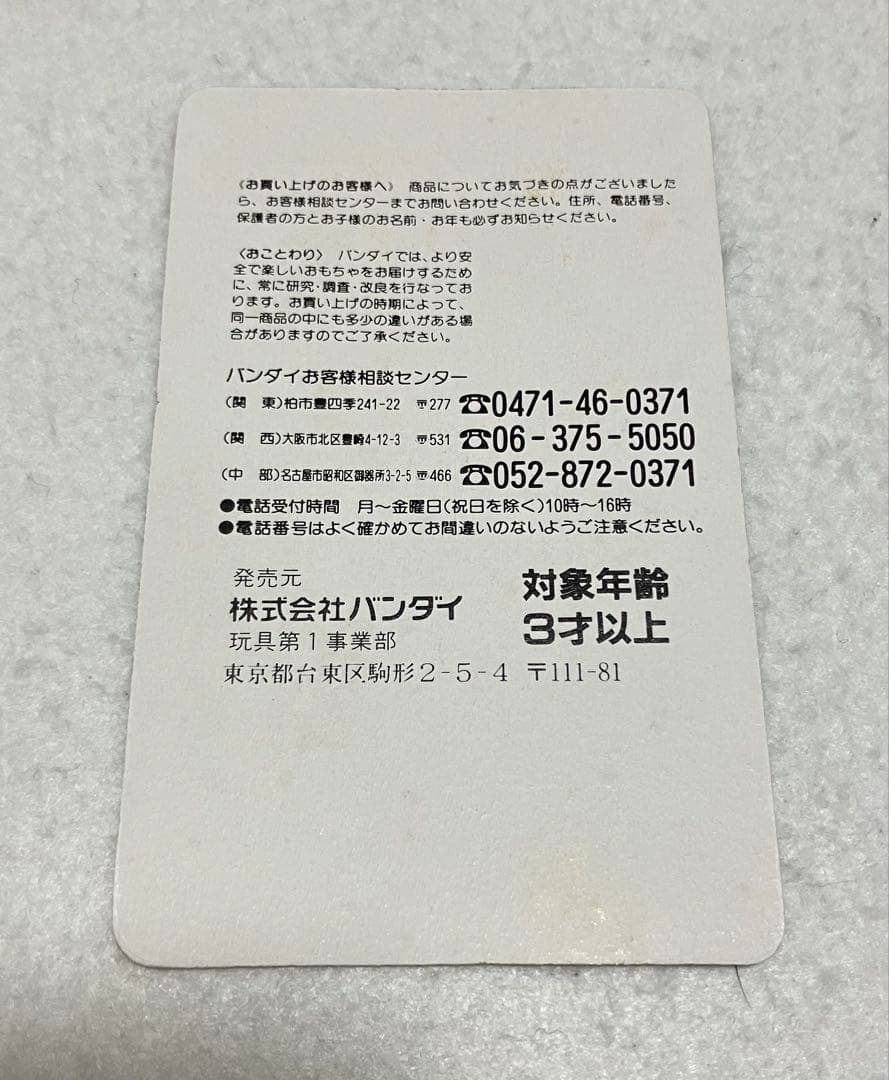 《お買い上げのお客様へ》 商品についてお気づきの点がございました
ら、お客様相談センターまでお問い合わせください。住所、電話番号、
保護者の方とお子様のお名前・お年も必ずお知らせください。
〈おことわり〉 バンダイでは、より安
全で楽しいおもちゃをお届けするため
に、常に研究・調査・改良を行なってお
ります。お買い上げの時期によって、
同一商品の中にも多少の違いがある場
合がありますのでご了承ください。
バンダイお客様相談センター
(関 東)柏市豊四季241-22 〒277 ☎0471-46-0371
(関 西)大阪市北区豊崎4-12-3 〒531 ☎06-375-5050
(中 部)名古屋市昭和区御器所3-2-5 〒466 ☎052-872-0371
●電話受付時間 月〜金曜日(祝日を除く)10時〜16時
●電話番号はよく確かめてお間違いのないようご注意ください。
発売元
株式会社バンダイ
玩具第1事業部
東京都台東区駒形2-5-4 〒111-81
対象年齢
3才以上